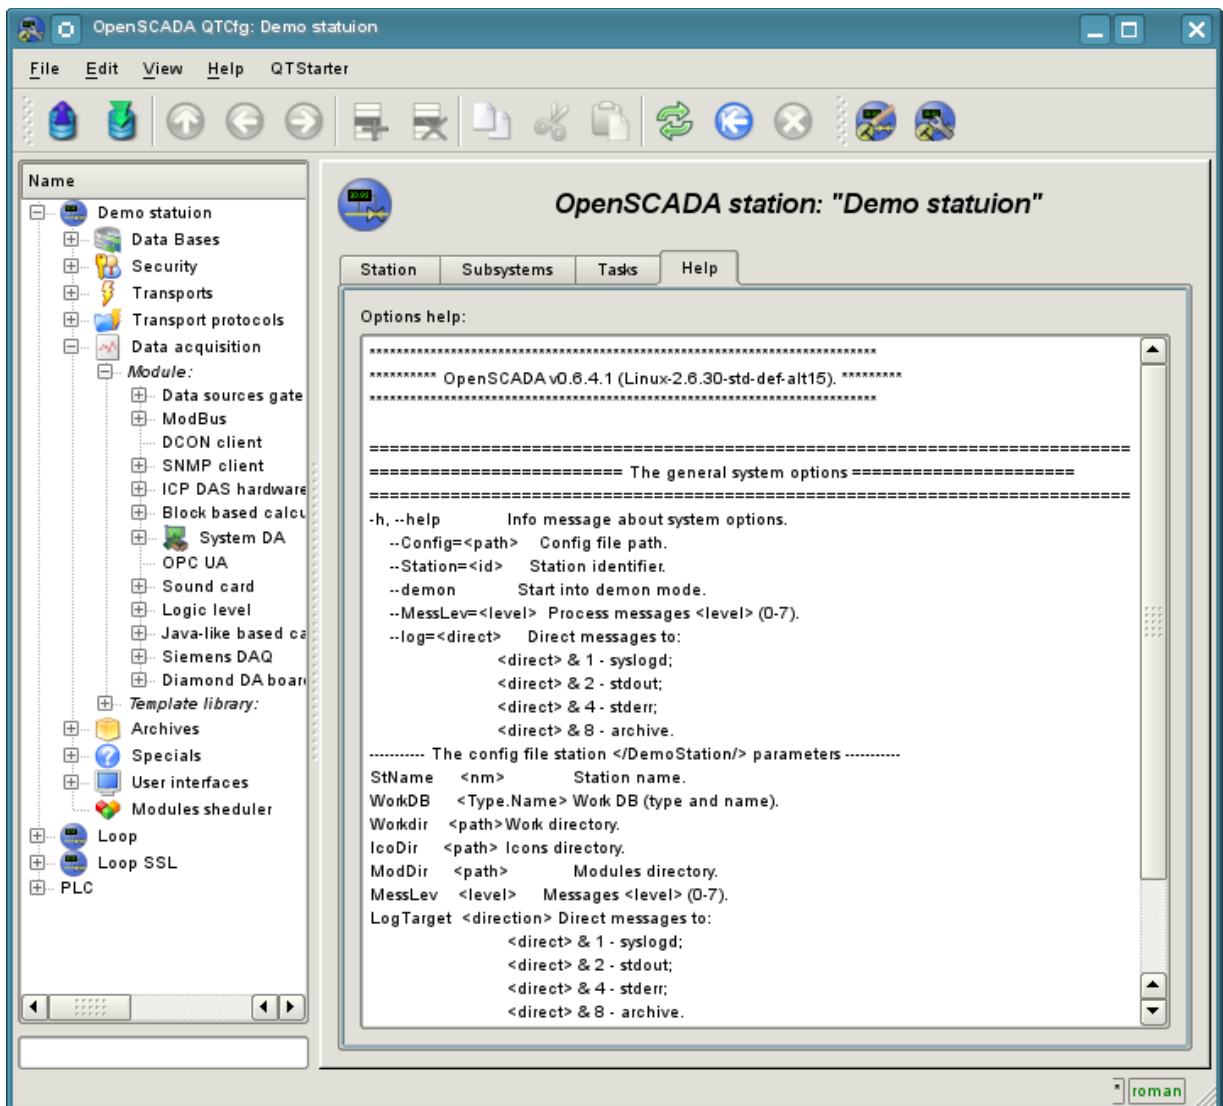 OpenSCADA QTCfg: Demo statuion
File Edit View Help QTStarter
Name
Demo statuion
Data Bases
Security
Transports
Transport protocols
Data acquisition
Module:
Data sources gate
ModBus
DCON client
SNMP client
ICP DAS hardware
Block based calcu
System DA
OPC UA
Sound card
Logic level
Java-like based ca
Siemens DAQ
Diamond DA boar
Template library:
Archives
Specials
User interfaces
Modules sheduler
Loop
Loop SSL
PLC
OpenSCADA station: "Demo statuion"
Station Subsystems Tasks Help
Options help:
***************************************************************************
********** OpenSCADA v0.6.4.1 (Linux-2.6.30-std-def-alt15). *********
***************************************************************************
===========================================================================
========================= The general system options ======================
===========================================================================
-h, --help Info message about system options.
--Config=<path> Config file path.
--Station=<id> Station identifier.
--demon Start into demon mode.
--MessLev=<level> Process messages <level> (0-7).
--log=<direct> Direct messages to:
<direct> & 1 - syslogd;
<direct> & 2 - stdout;
<direct> & 4 - stderr;
<direct> & 8 - archive.
---------- The config file station </DemoStation/> parameters ----------
StName <nm> Station name.
WorkDB <Type.Name> Work DB (type and name).
Workdir <path> Work directory.
IcoDir <path> Icons directory.
ModDir <path> Modules directory.
MessLev <level> Messages <level> (0-7).
LogTarget <direction> Direct messages to:
<direct> & 1 - syslogd;
<direct> & 2 - stdout;
<direct> & 4 - stderr;
<direct> & 8 - archive.
* roman